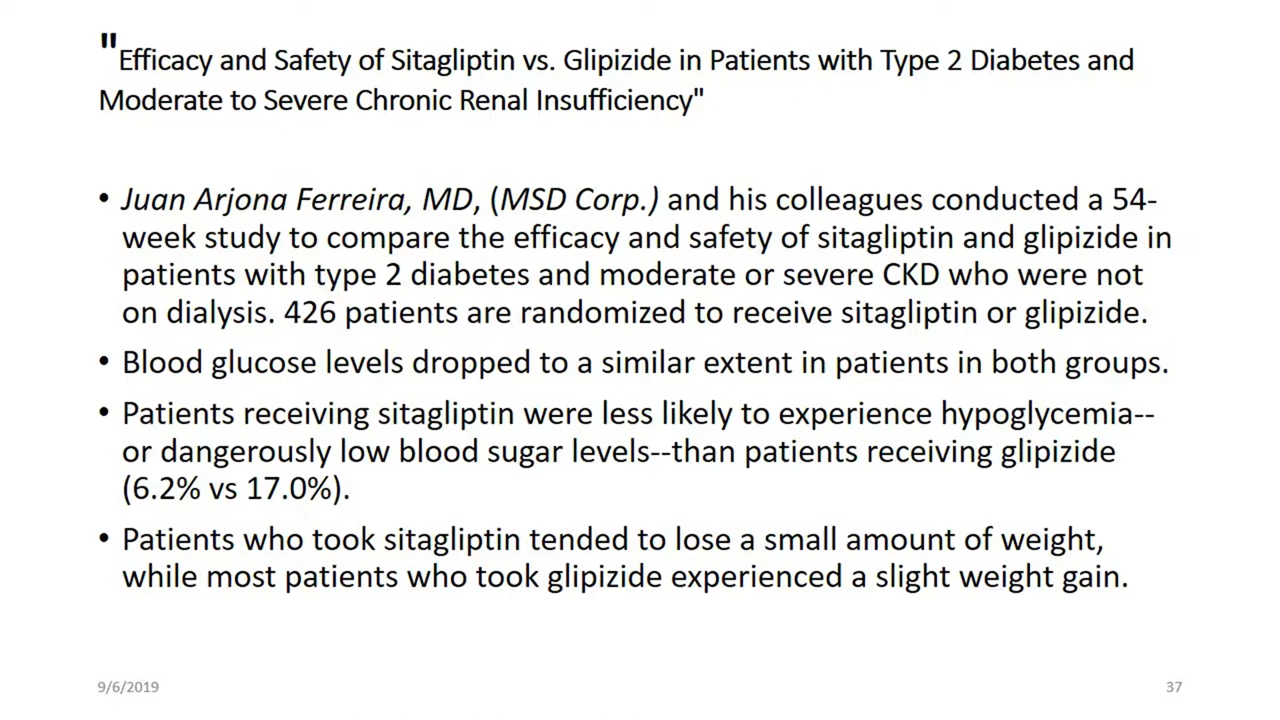 "Efficacy and Safety of Sitagliptin vs. Glipizide in Patients with Type 2 Diabetes and
Moderate to Severe Chronic Renal Insufficiency"
• Juan Arjona Ferreira, MD, (MSD Corp.) and his colleagues conducted a 54-
week study to compare the efficacy and safety of sitagliptin and glipizide in
patients with type 2 diabetes and moderate or severe CKD who were not
on dialysis. 426 patients are randomized to receive sitagliptin or glipizide.
• Blood glucose levels dropped to a similar extent in patients in both groups.
• Patients receiving sitagliptin were less likely to experience hypoglycemia--
or dangerously low blood sugar levels--than patients receiving glipizide
(6.2% vs 17.0%).
• Patients who took sitagliptin tended to lose a small amount of weight,
while most patients who took glipizide experienced a slight weight gain.
9/6/2019
37